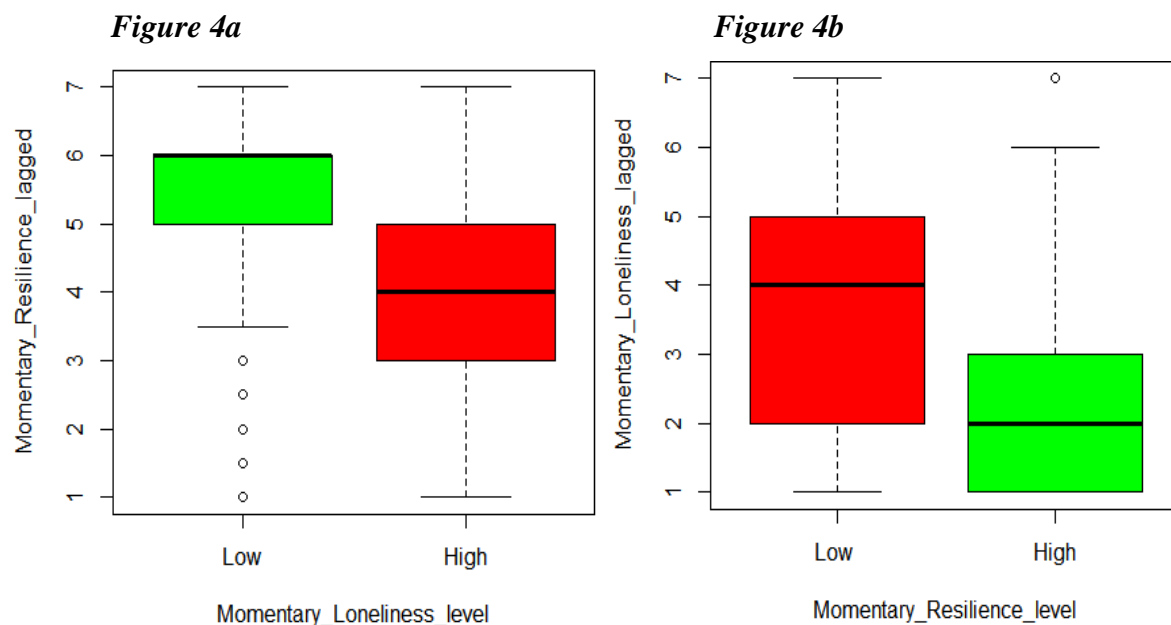 Figure 4a
Momentary_Resilience_lagged
7
6
5
4
3
2
1
Low High
Momentary_Loneliness_level
Figure 4b
Momentary_Loneliness_lagged
7
6
5
4
3
2
1
Low High
Momentary_Resilience_level